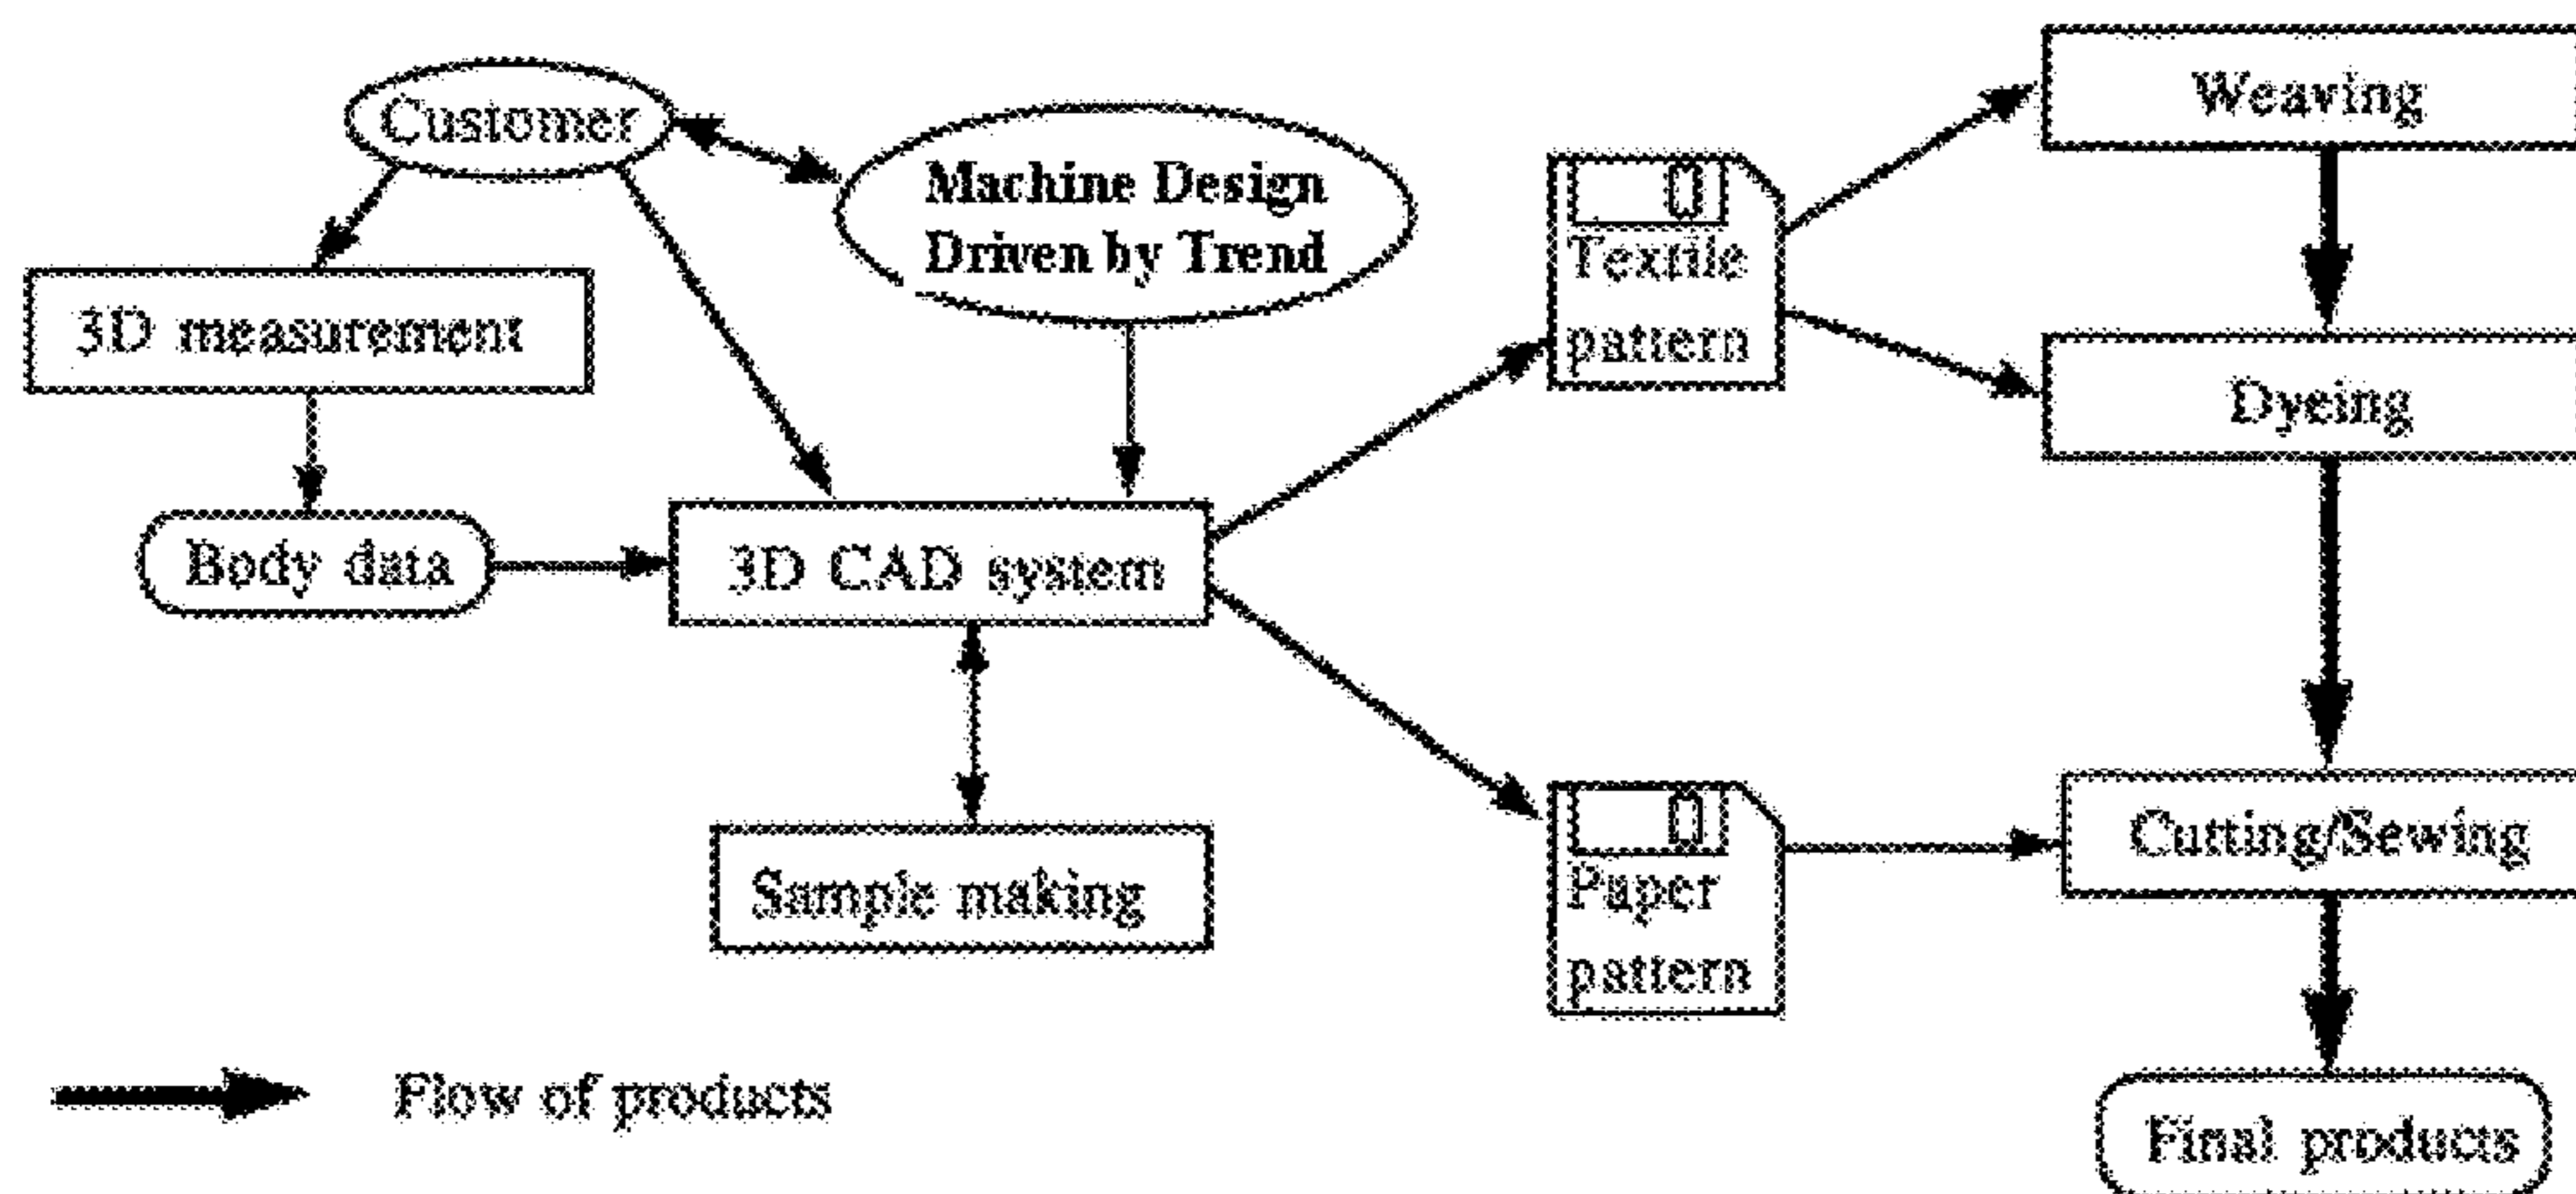 Customer
Machine Design
Driven by Trend
3D measurement
Body data
3D CAD system
Sample making
Textile
pattern
Paper
pattern
Weaving
Dyeing
Cutting/Sewing
Final products
Flow of products